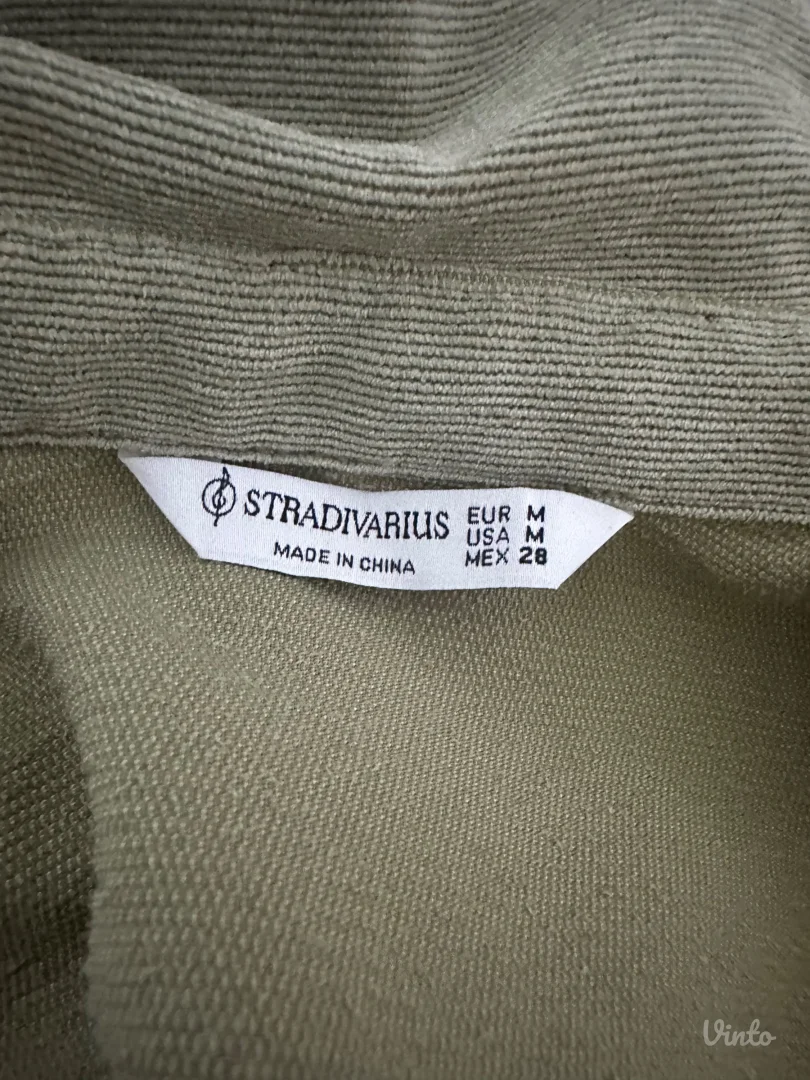 STRADIVARIUS
MADE IN CHINA
EUR M
USA M
MEX 28
Vinto